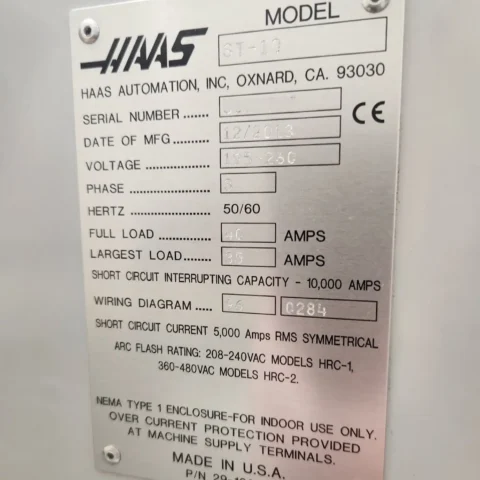 HAAS
MODEL
ST-10
HAAS AUTOMATION, INC, OXNARD, CA. 93030
SERIAL NUMBER ......
CE
DATE OF MFG .......... 12/2013
VOLTAGE ................. 195-260
PHASE ..................... 3
HERTZ ..................... 50/60
FULL LOAD ............... 40 AMPS
LARGEST LOAD ........ AMPS
SHORT CIRCUIT INTERRUPTING CAPACITY - 10,000 AMPS
WIRING DIAGRAM ..... 0284
SHORT CIRCUIT CURRENT 5,000 Amps RMS SYMMETRICAL
ARC FLASH RATING: 208-240VAC MODELS HRC-1,
360-480VAC MODELS HRC-2.
NEMA TYPE 1 ENCLOSURE-FOR INDOOR USE ONLY.
OVER CURRENT PROTECTION PROVIDED
AT MACHINE SUPPLY TERMINALS.
MADE IN U.S.A.
P/N